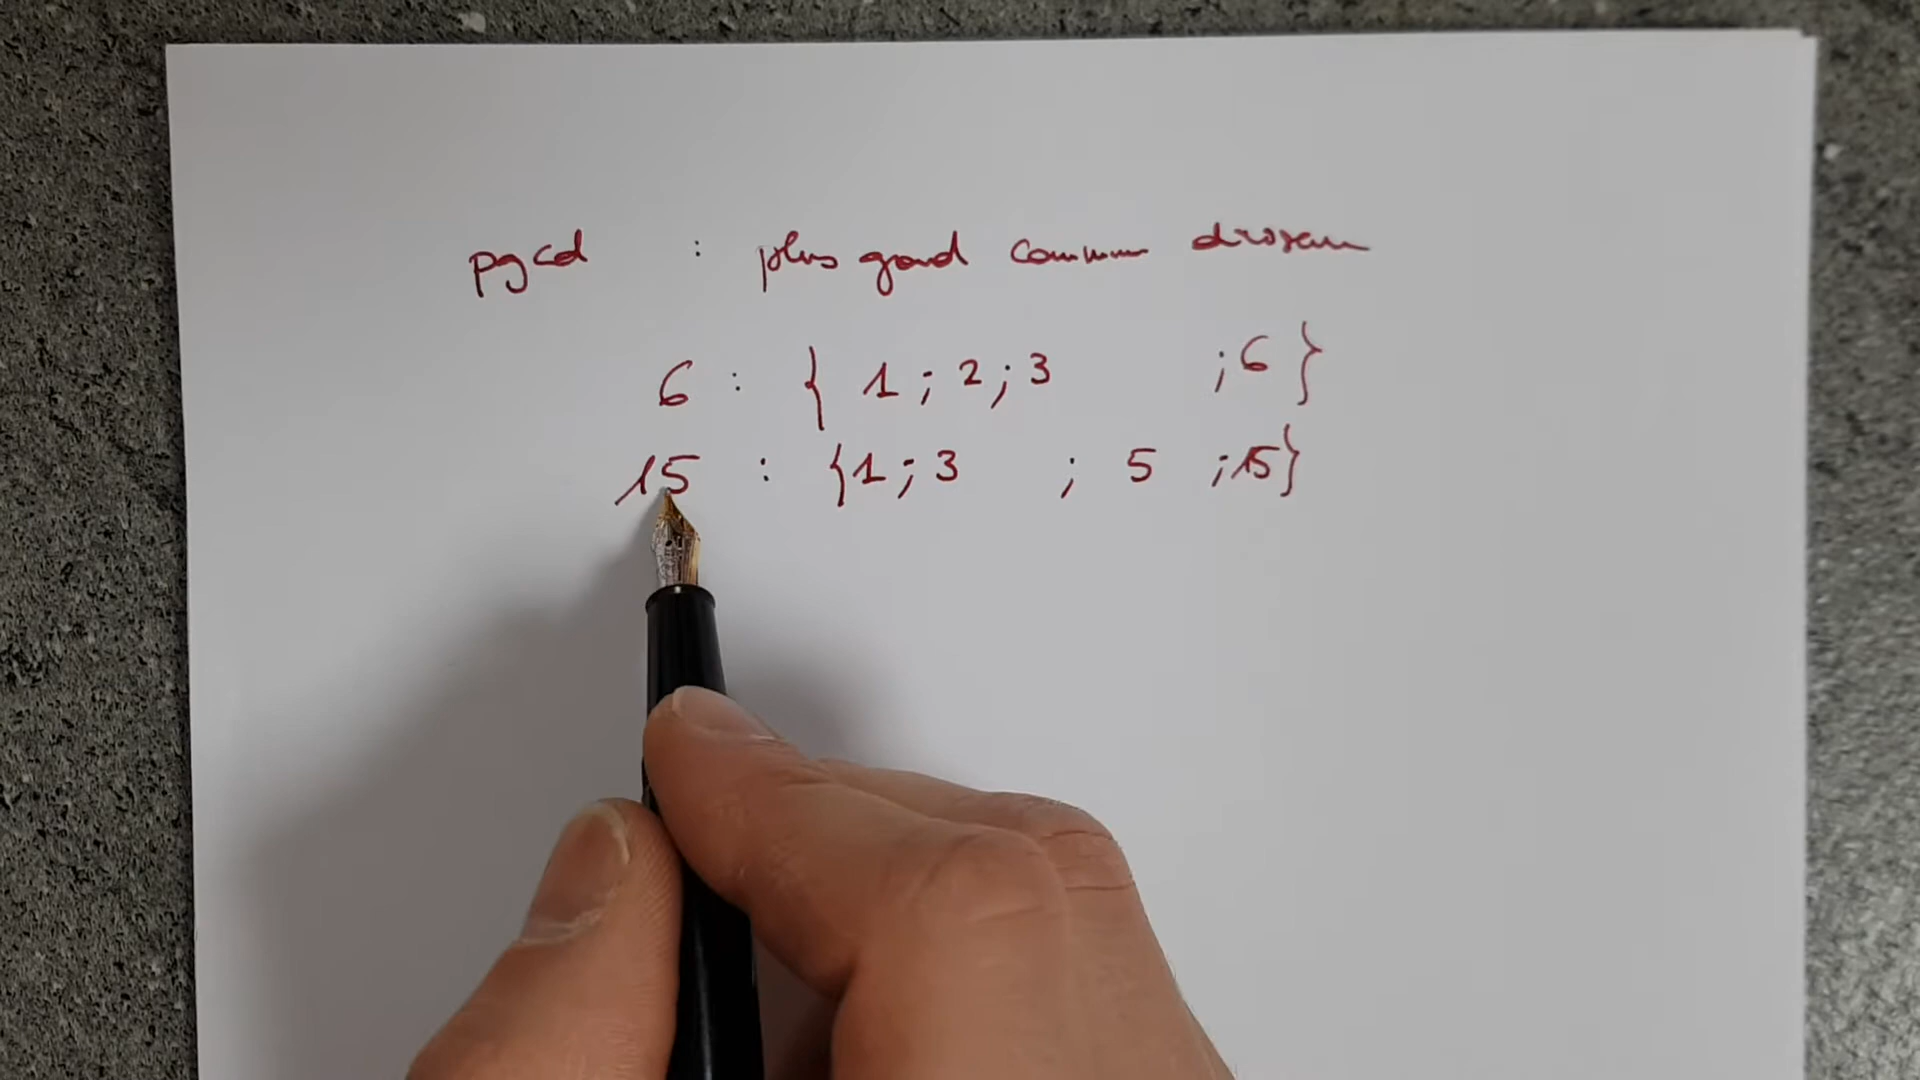 pgcd : plus grand commun diviseur
6 : { 1 ; 2 ; 3 ; 6 }
15 : { 1 ; 3 ; 5 ; 15 }